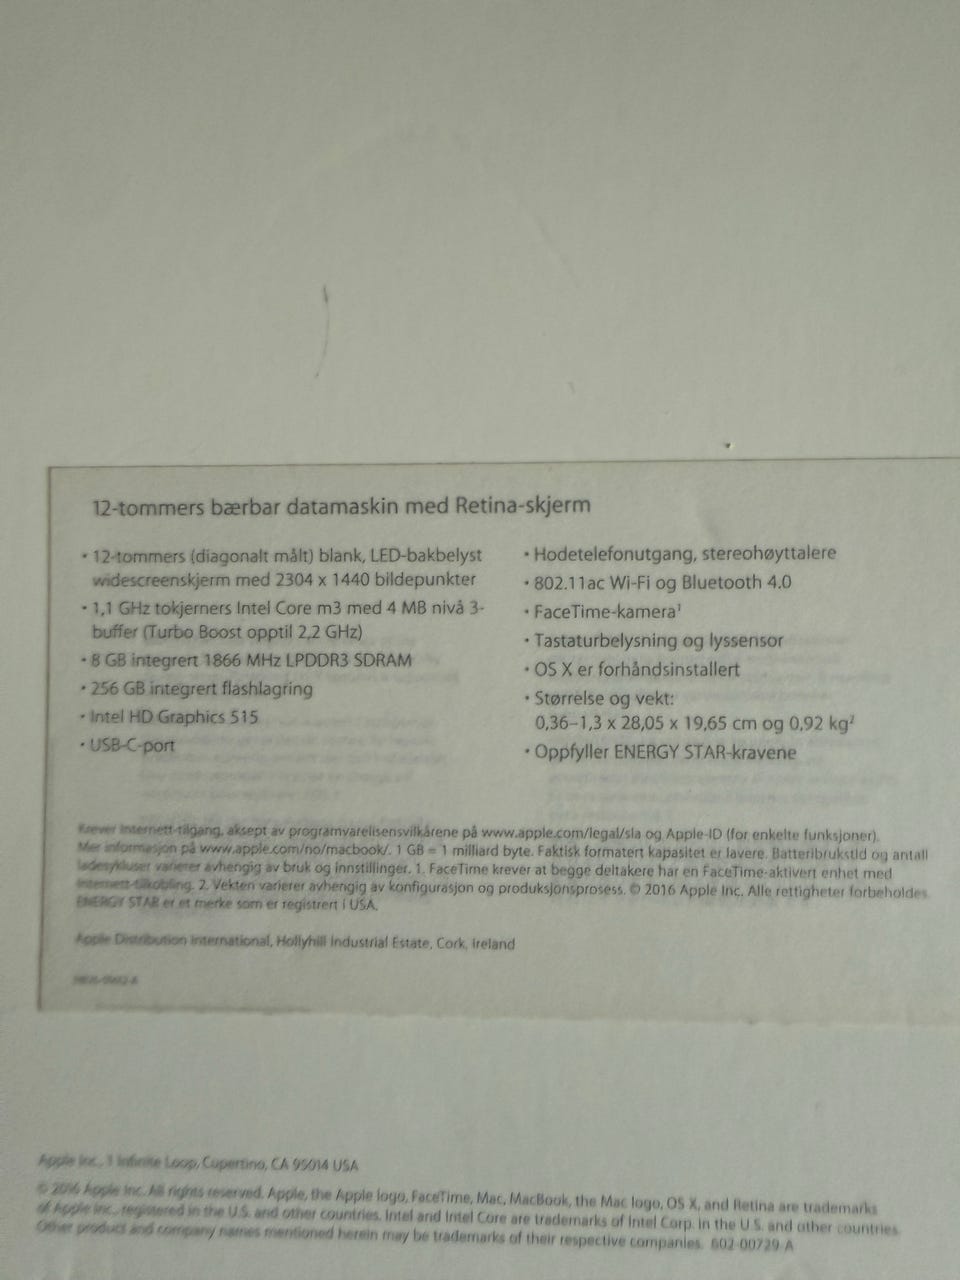 12-tommers bærbar datamaskin med Retina-skjerm
• 12-tommers (diagonalt målt) blank, LED-bakbelyst
widescreenskjerm med 2304 x 1440 bildepunkter
• 1,1 GHz tokjerners Intel Core m3 med 4 MB nivå 3-
buffer (Turbo Boost opptil 2,2 GHz)
• 8 GB integrert 1866 MHz LPDDR3 SDRAM
• 256 GB integrert flashlagring
• Intel HD Graphics 515
• USB-C-port
• Hodetelefonutgang, stereohøyttalere
• 802.11ac Wi-Fi og Bluetooth 4.0
• FaceTime-kamera¹
• Tastaturbelysning og lyssensor
• OS X er forhåndsinstallert
• Størrelse og vekt:
0,36–1,3 x 28,05 x 19,65 cm og 0,92 kg²
• Oppfyller ENERGY STAR-kravene
Krever Internett-tilgang, aksept av programvarelisensvilkårene på www.apple.com/legal/sla og Apple-ID (for enkelte funksjoner).
Mer informasjon på www.apple.com/no/macbook/. 1 GB = 1 milliard byte. Faktisk formatert kapasitet er lavere. Batteribrukstid og antall
ladesykluser varierer avhengig av bruk og innstillinger. 1. FaceTime krever at begge deltakere har en FaceTime-aktivert enhet med
Internett-tilkobling. 2. Vekten varierer avhengig av konfigurasjon og produksjonsprosess. © 2016 Apple Inc. Alle rettigheter forbeholdes.
ENERGY STAR er et merke som er registrert i USA.
Apple Distribution International, Hollyhill Industrial Estate, Cork, Ireland
Apple Inc., 1 Infinite Loop, Cupertino, CA 95014 USA
© 2016 Apple Inc. All rights reserved. Apple, the Apple logo, FaceTime, Mac, MacBook, the Mac logo, OS X, and Retina are trademarks
of Apple Inc., registered in the U.S. and other countries. Intel and Intel Core are trademarks of Intel Corp. in the U.S. and other countries.
Other product and company names mentioned herein may be trademarks of their respective companies. 602-00729-A